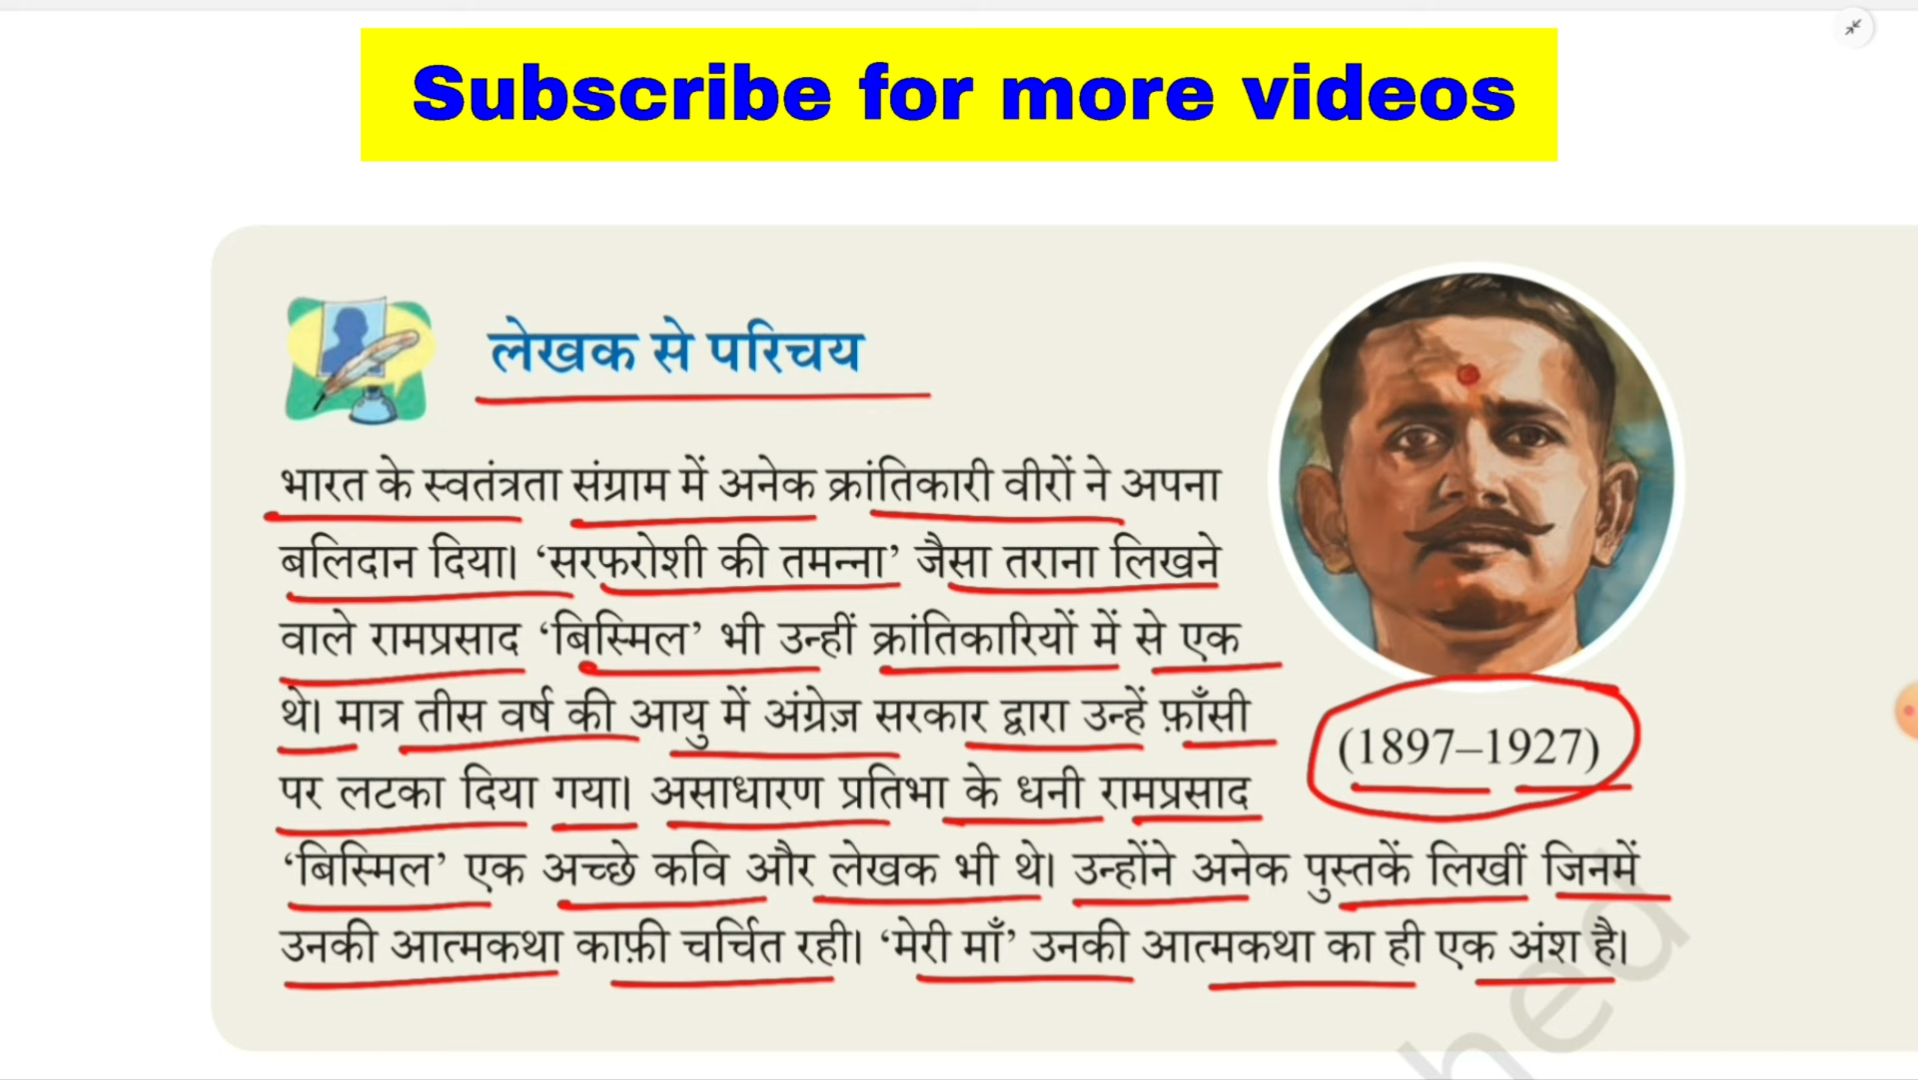 Subscribe for more videos
लेखक से परिचय
भारत के स्वतंत्रता संग्राम में अनेक क्रांतिकारी वीरों ने अपना
बलिदान दिया। ‘सरफरोशी की तमन्ना’ जैसा तराना लिखने
वाले रामप्रसाद ‘बिस्मिल’ भी उन्हीं क्रांतिकारियों में से एक
थे। मात्र तीस वर्ष की आयु में अंग्रेज़ सरकार द्वारा उन्हें फ़ाँसी
पर लटका दिया गया। असाधारण प्रतिभा के धनी रामप्रसाद
‘बिस्मिल’ एक अच्छे कवि और लेखक भी थे। उन्होंने अनेक पुस्तकें लिखीं जिनमें
उनकी आत्मकथा काफ़ी चर्चित रही। ‘मेरी माँ’ उनकी आत्मकथा का ही एक अंश है।
(1897–1927)
hed